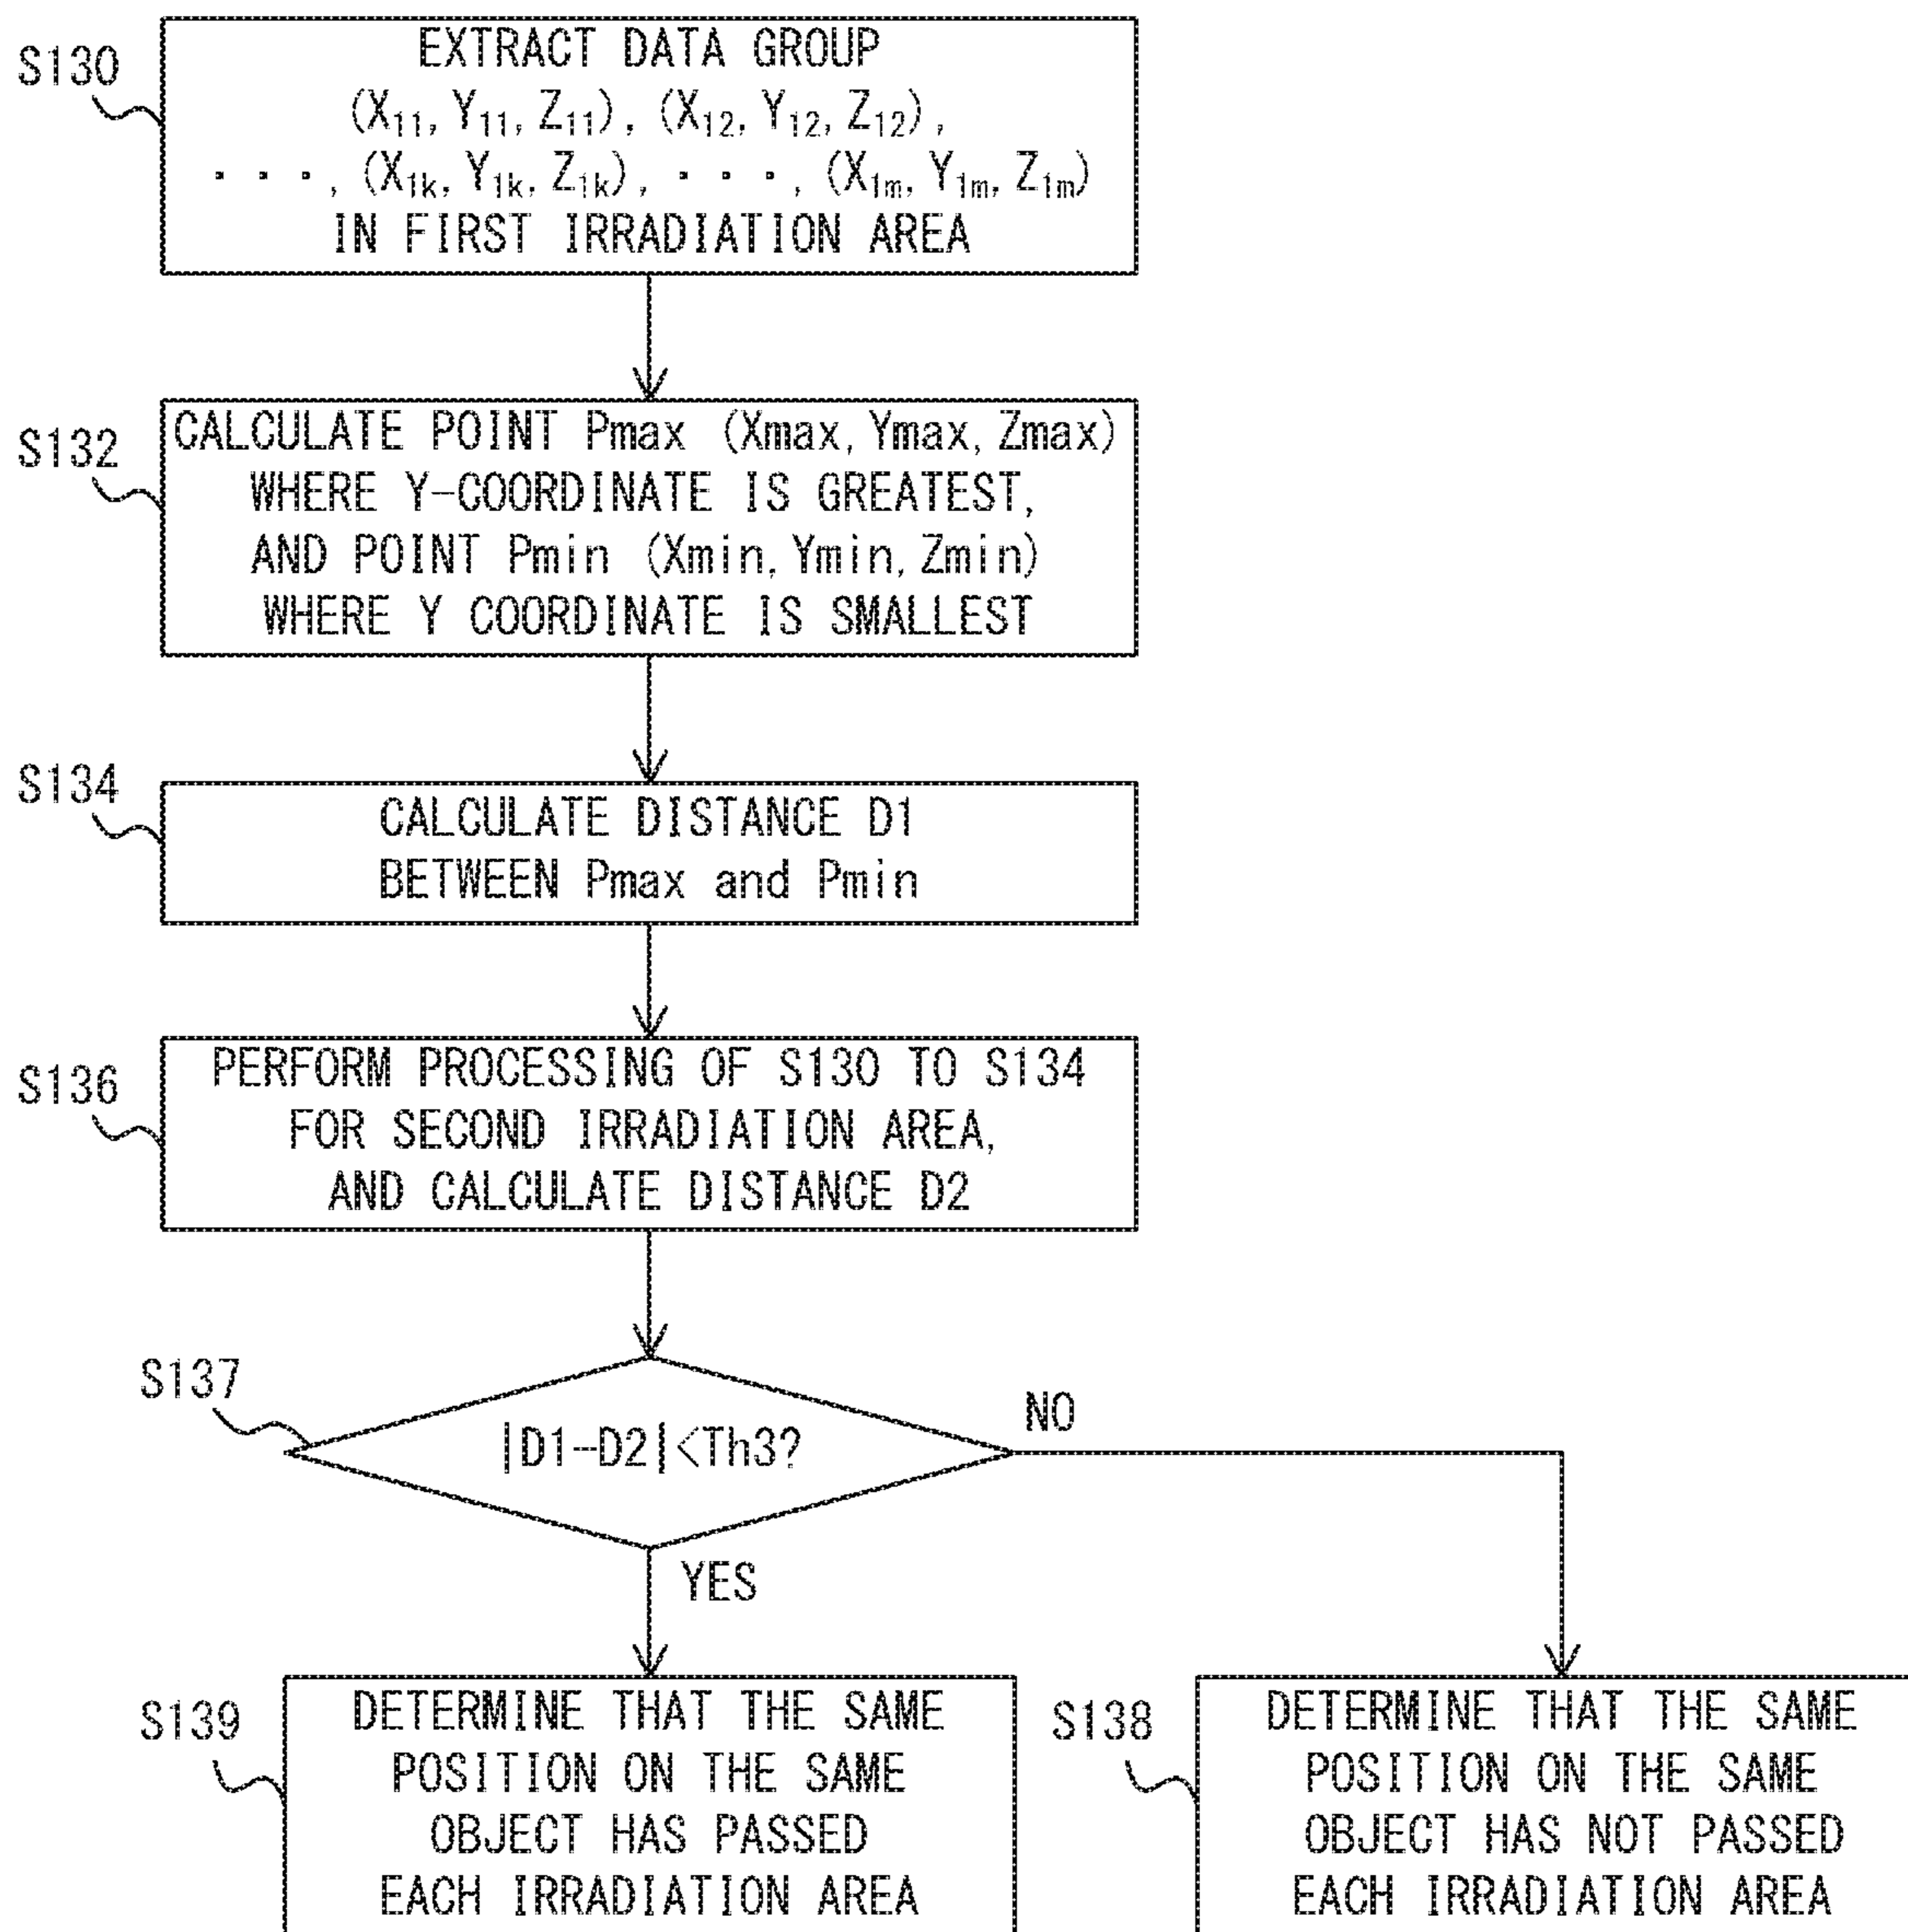 S130
EXTRACT DATA GROUP
(X₁₁, Y₁₁, Z₁₁), (X₁₂, Y₁₂, Z₁₂),
・・・, (X₁ₖ, Y₁ₖ, Z₁ₖ), ・・・, (X₁ₘ, Y₁ₘ, Z₁ₘ)
IN FIRST IRRADIATION AREA
S132
CALCULATE POINT Pmax (Xmax, Ymax, Zmax)
WHERE Y-COORDINATE IS GREATEST,
AND POINT Pmin (Xmin, Ymin, Zmin)
WHERE Y COORDINATE IS SMALLEST
S134
CALCULATE DISTANCE D1
BETWEEN Pmax and Pmin
S136
PERFORM PROCESSING OF S130 TO S134
FOR SECOND IRRADIATION AREA,
AND CALCULATE DISTANCE D2
S137
|D1-D2|<Th3?
NO
YES
S139
DETERMINE THAT THE SAME
POSITION ON THE SAME
OBJECT HAS PASSED
EACH IRRADIATION AREA
S138
DETERMINE THAT THE SAME
POSITION ON THE SAME
OBJECT HAS NOT PASSED
EACH IRRADIATION AREA